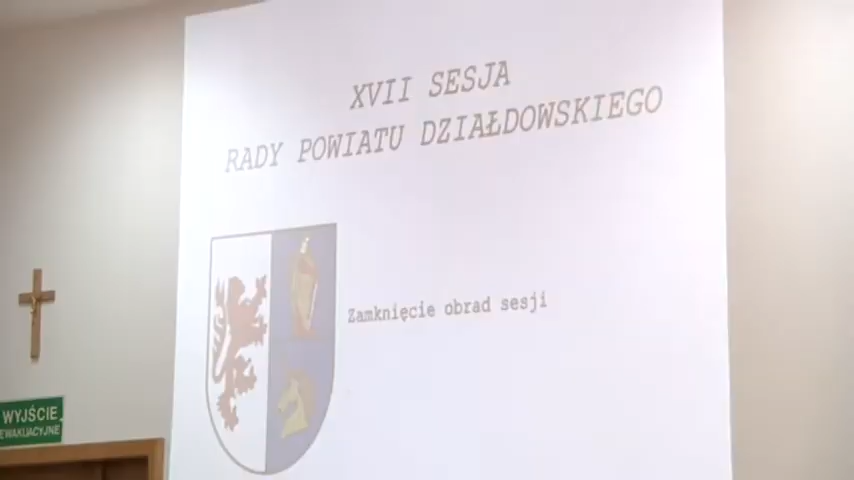 XVII SESJA
RADY POWIATU DZIAŁDOWSKIEGO
Zamknięcie obrad sesji
WYJŚCIE
EWAKUACYJNE